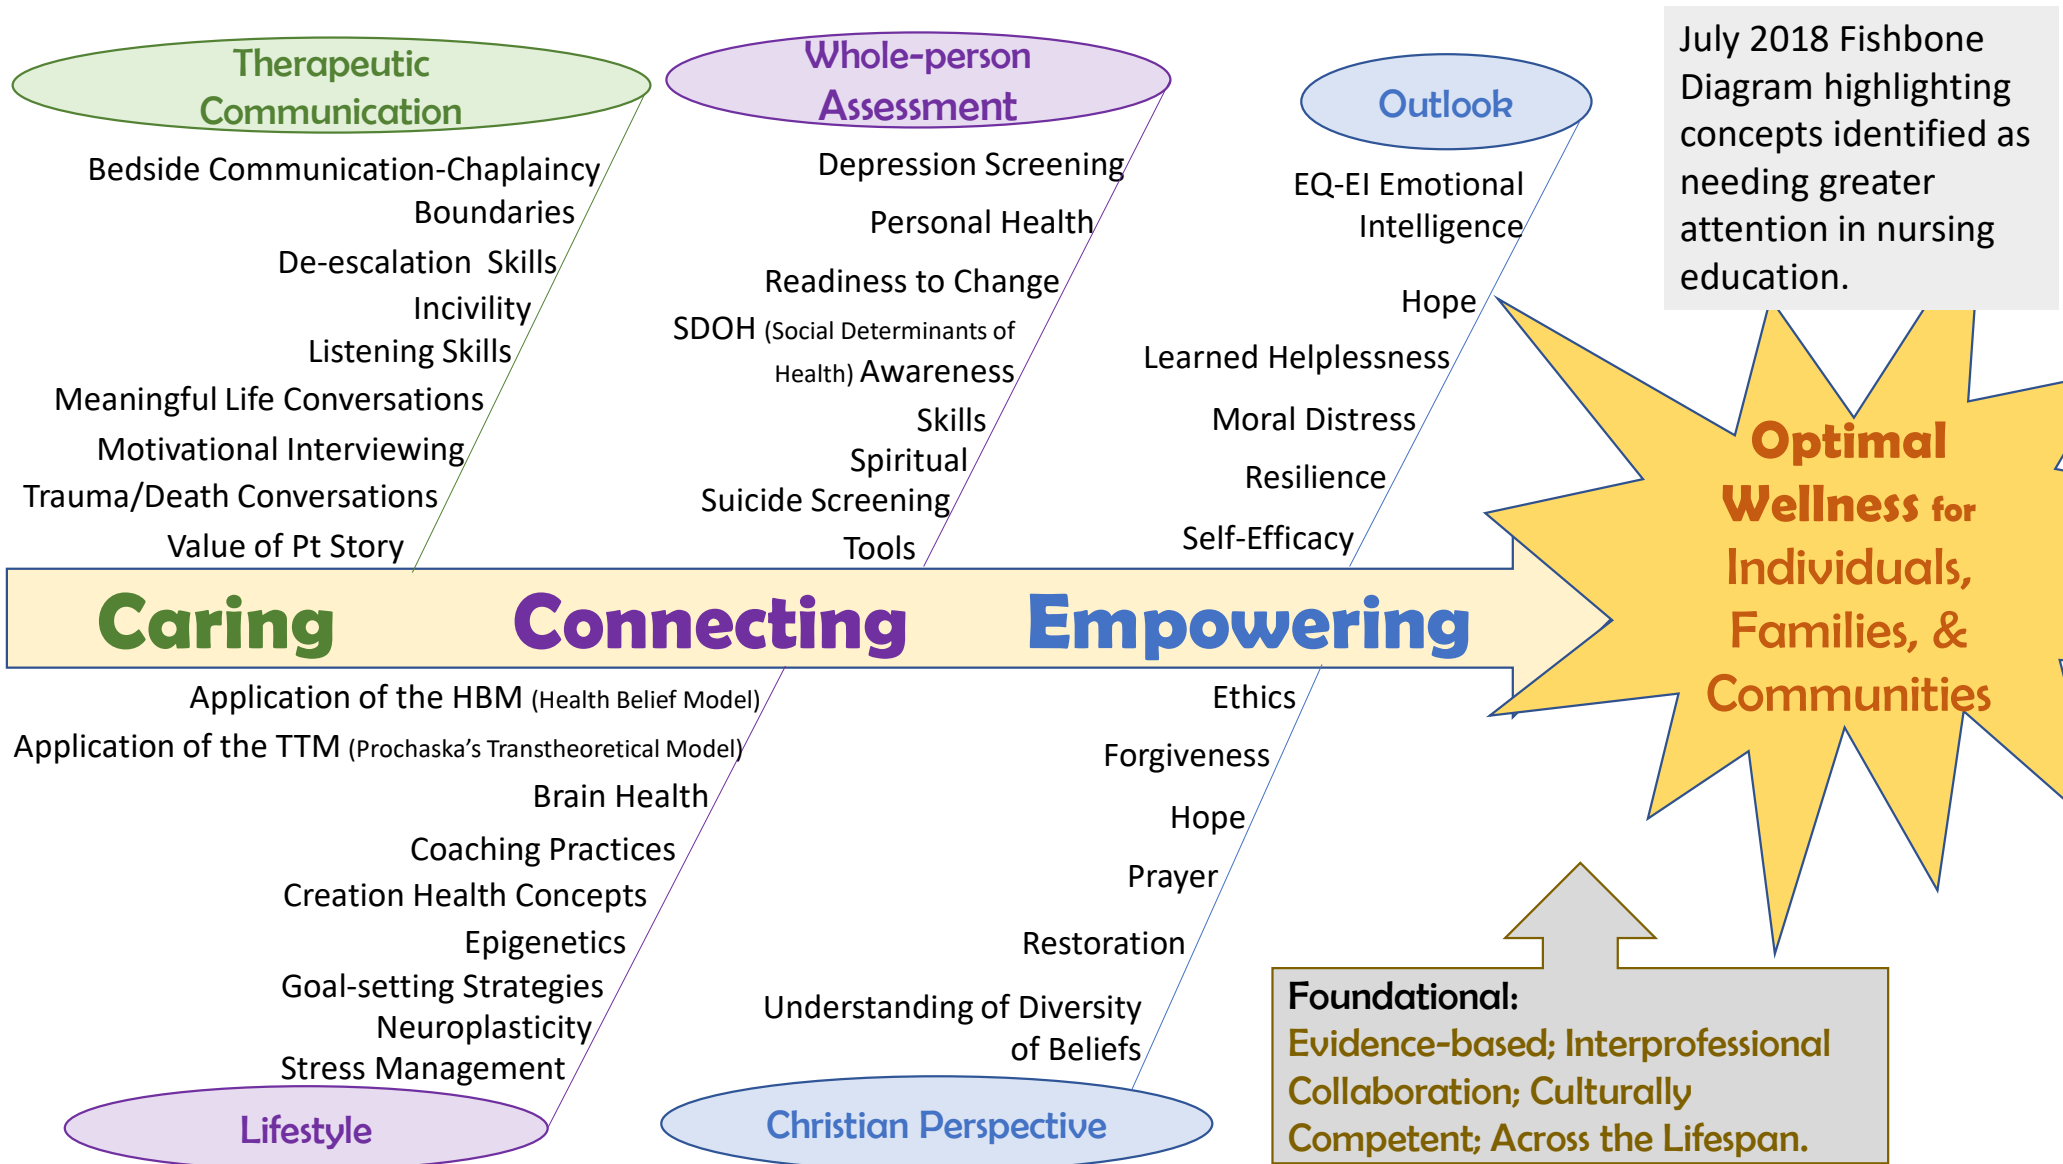 Therapeutic
Communication
Bedside Communication-Chaplaincy
Boundaries
De-escalation Skills
Incivility
Listening Skills
Meaningful Life Conversations
Motivational Interviewing
Trauma/Death Conversations
Value of Pt Story
Whole-person
Assessment
Depression Screening
Personal Health
Readiness to Change
SDOH (Social Determinants of
Health) Awareness
Skills
Spiritual
Suicide Screening
Tools
Outlook
EQ-EI Emotional
Intelligence
Hope
Learned Helplessness
Moral Distress
Resilience
Self-Efficacy
July 2018 Fishbone
Diagram highlighting
concepts identified as
needing greater
attention in nursing
education.
Caring Connecting Empowering
Optimal
Wellness for
Individuals,
Families, &
Communities
Application of the HBM (Health Belief Model)
Application of the TTM (Prochaska's Transtheoretical Model)
Brain Health
Coaching Practices
Creation Health Concepts
Epigenetics
Goal-setting Strategies
Neuroplasticity
Stress Management
Lifestyle
Ethics
Forgiveness
Hope
Prayer
Restoration
Understanding of Diversity
of Beliefs
Christian Perspective
Foundational:
Evidence-based; Interprofessional
Collaboration; Culturally
Competent; Across the Lifespan.